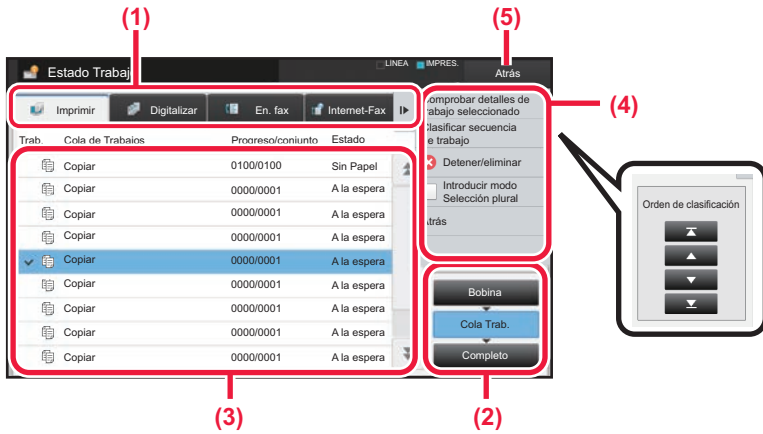 (1)
(5)
Estado Trabaj
LINEA
IMPRES.
Atrás
Imprimir
Digitalizar
En. fax
Internet-Fax
Trab.
Cola de Trabajos
Progreso/conjunto
Estado
Copiar 0100/0100 Sin Papel
Copiar 0000/0001 A la espera
Copiar 0000/0001 A la espera
Copiar 0000/0001 A la espera
Copiar 0000/0001 A la espera
Copiar 0000/0001 A la espera
Copiar 0000/0001 A la espera
Copiar 0000/0001 A la espera
Copiar 0000/0001 A la espera
Comprobar detalles de
trabajo seleccionado
Clasificar secuencia
de trabajo
Detener/eliminar
Introducir modo
Selección plural
Atrás
(4)
Orden de clasificación
Bobina
Cola Trab.
Completo
(3)
(2)